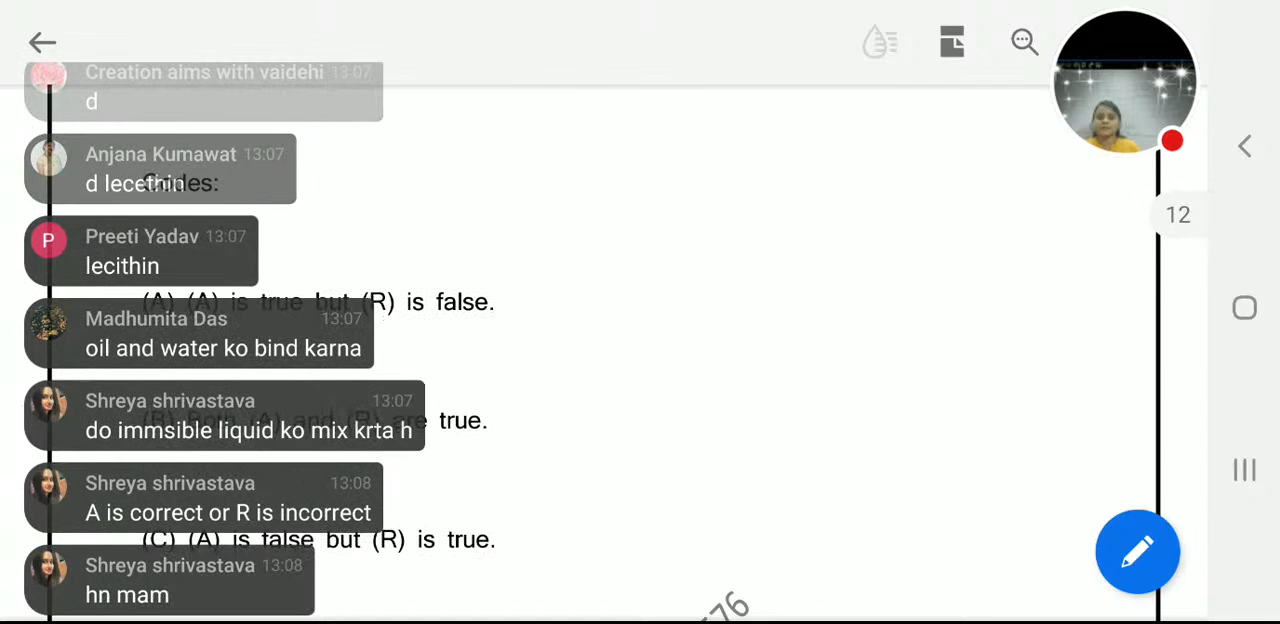 Creation aims with vaidehi 13:07
d
Anjana Kumawat 13:07
d lecethin
Codes:
Preeti Yadav 13:07
lecithin
(A) (A) is true but (R) is false.
Madhumita Das 13:07
oil and water ko bind karna
Shreya shrivastava 13:07
(B) Both (A) and (R) are true.
do immsible liquid ko mix krta h
Shreya shrivastava 13:08
A is correct or R is incorrect
(C) (A) is false but (R) is true.
Shreya shrivastava 13:08
hn mam
P
12
576